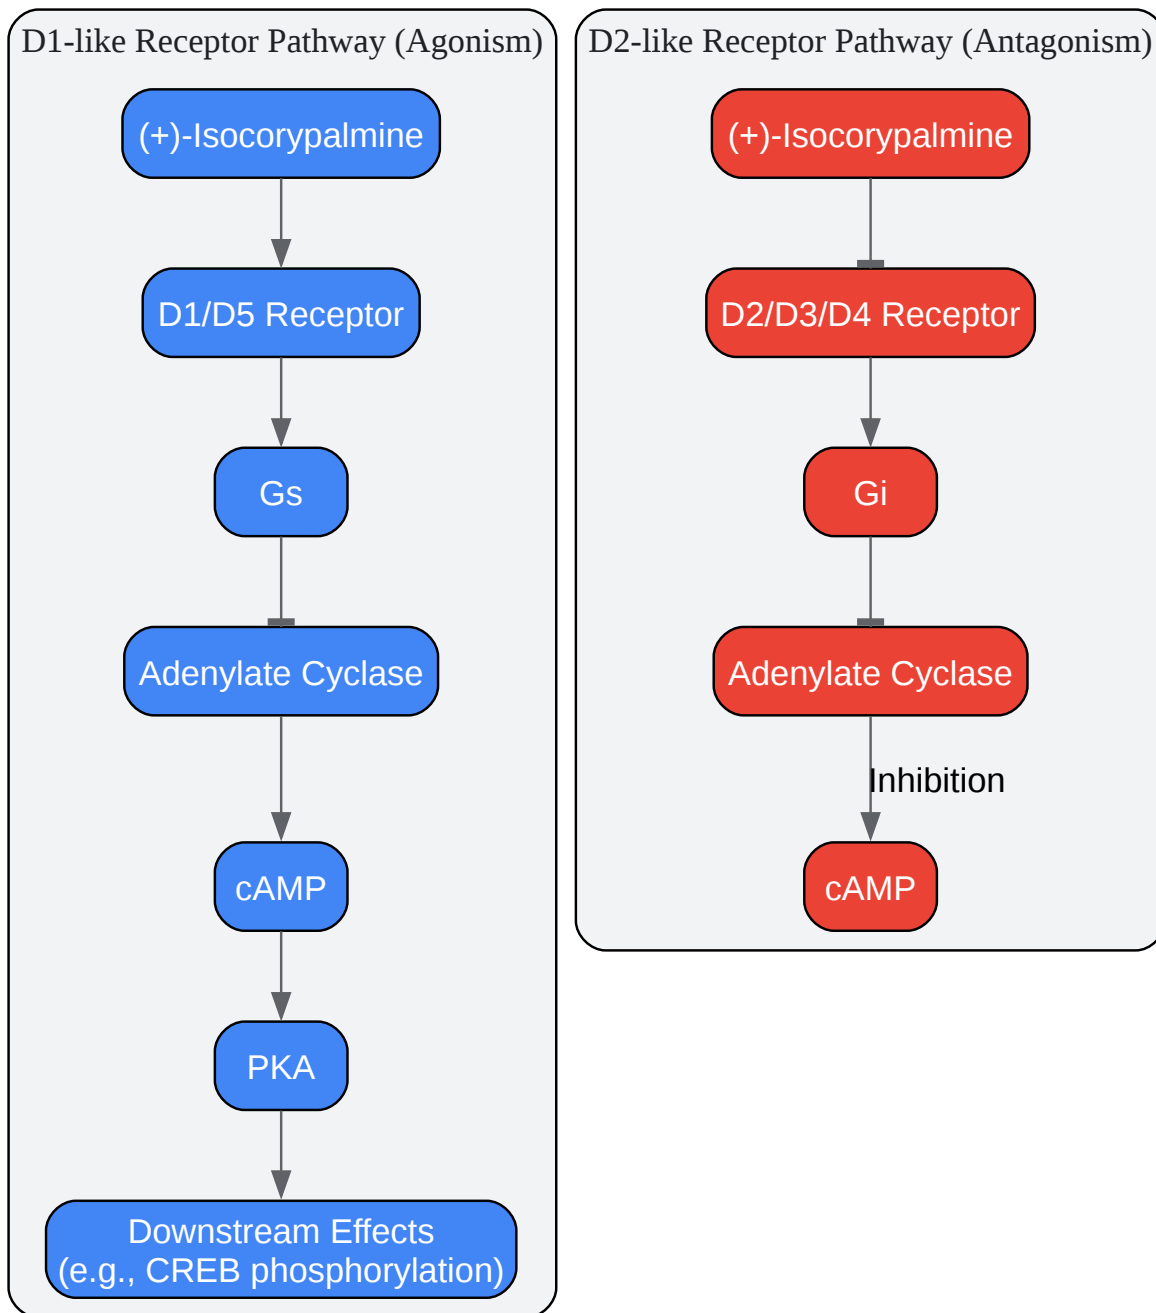 D1-like Receptor Pathway (Agonism)
(+)-Isocorypalmine
D1/D5 Receptor
Gs
Adenylate Cyclase
cAMP
PKA
Downstream Effects
(e.g., CREB phosphorylation)
D2-like Receptor Pathway (Antagonism)
(+)-Isocorypalmine
D2/D3/D4 Receptor
Gi
Adenylate Cyclase
Inhibition
cAMP